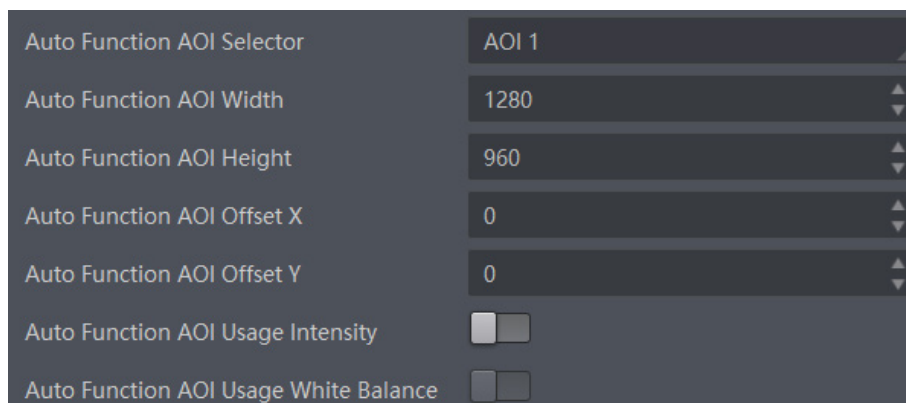 Auto Function AOI Selector AOI 1
Auto Function AOI Width 1280
Auto Function AOI Height 960
Auto Function AOI Offset X 0
Auto Function AOI Offset Y 0
Auto Function AOI Usage Intensity
Auto Function AOI Usage White Balance